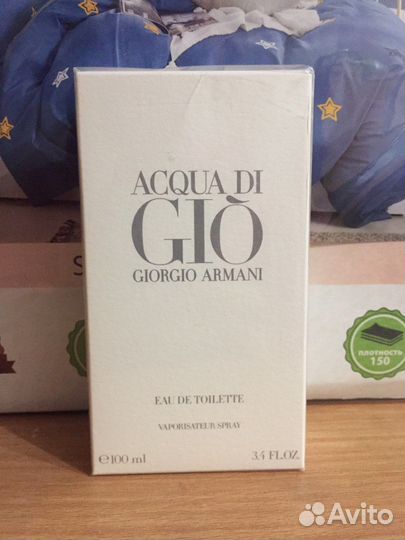 ACQUA DI
GIÒ
GIORGIO ARMANI
EAU DE TOILETTE
VAPORISATEUR SPRAY
℮100 ml 3.4 FL.OZ.
ПЛОТНОСТЬ
150
Avito